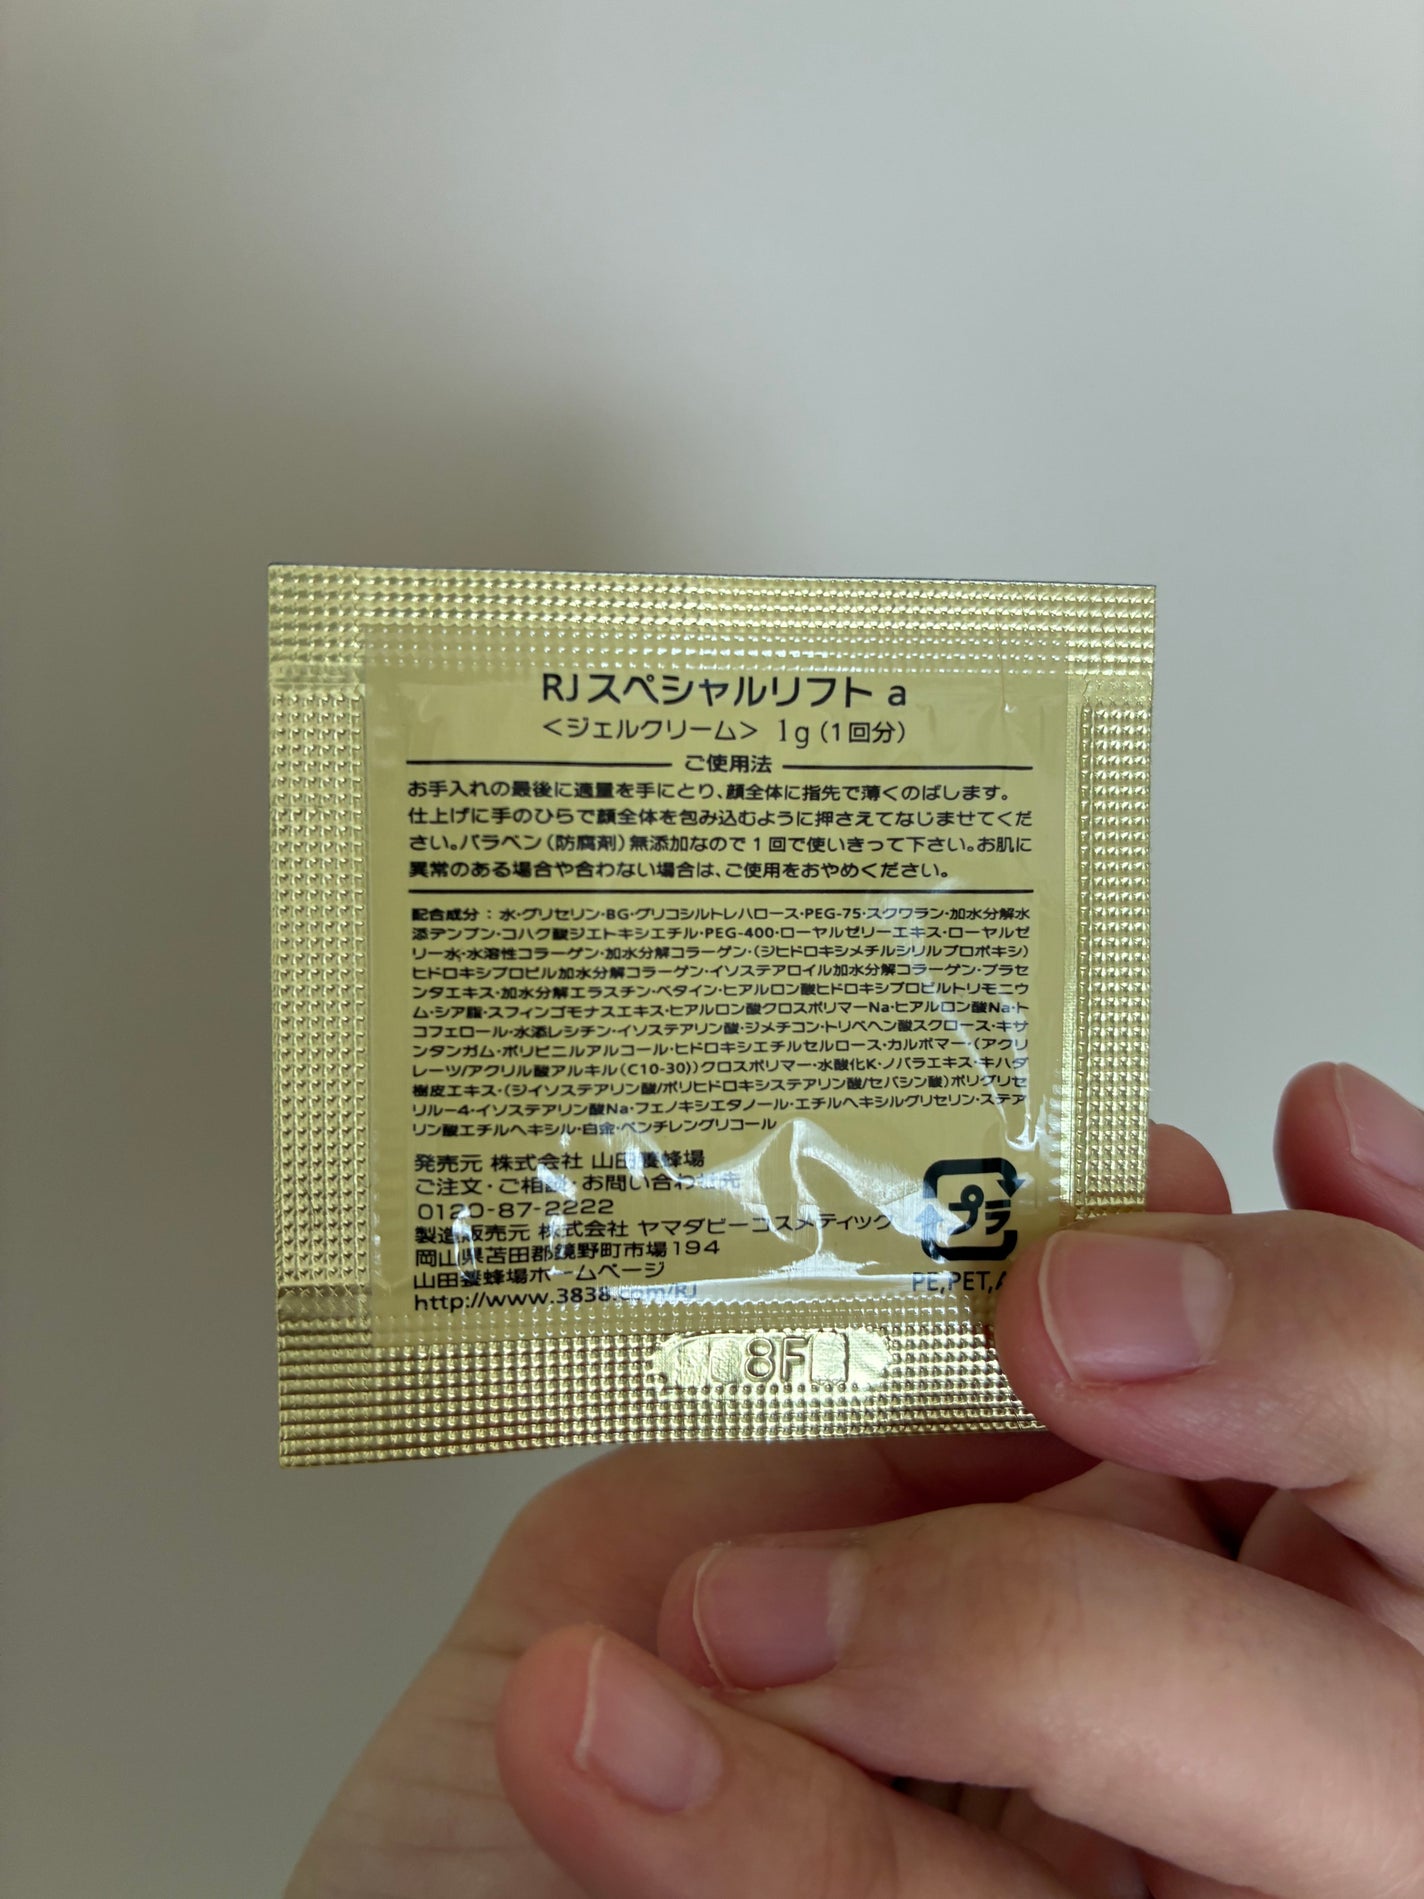 RJスペシャルリフト a
＜ジェルクリーム＞ 1g（1回分）
ご使用法
お手入れの最後に適量を手にとり、顔全体に指先で薄くのばします。
仕上げに手のひらで顔全体を包み込むように押さえてなじませてくだ
さい。パラベン（防腐剤）無添加なので1回で使いきって下さい。お肌に
異常のある場合や合わない場合は、ご使用をおやめください。
配合成分：水・グリセリン・BG・グリコシルトレハロース・PEG-75・スクワラン・加水分解水
添デンプン・コハク酸ジエトキシエチル・PEG-400・ローヤルゼリーエキス・ローヤルゼ
リー水・水溶性コラーゲン・加水分解コラーゲン・（ジヒドロキシメチルシリルプロポキシ）
ヒドロキシプロピル加水分解コラーゲン・イソステアロイル加水分解コラーゲン・プラセ
ンタエキス・加水分解エラスチン・ベタイン・ヒアルロン酸ヒドロキシプロピルトリモニウ
ム・シア脂・スフィンゴモナスエキス・ヒアルロン酸クロスポリマーNa・ヒアルロン酸Na・ト
コフェロール・水添レシチン・イソステアリン酸・ジメチコン・トリベヘン酸スクロース・キサ
ンタンガム・ポリビニルアルコール・ヒドロキシエチルセルロース・カルボマー・（アクリ
レーツ/アクリル酸アルキル（C10-30））クロスポリマー・水酸化K・ノバラエキス・キハダ
樹皮エキス・（ジイソステアリン酸/ポリヒドロキシステアリン酸/セバシン酸）ポリグリセ
リル－4・イソステアリン酸Na・フェノキシエタノール・エチルヘキシルグリセリン・ステア
リン酸エチルヘキシル・白金・ペンチレングリコール
発売元 株式会社 山田養蜂場
ご注文・ご相談・お問い合わせ先
0120-87-2222
製造販売元 株式会社 ヤマダビーコスメティック
岡山県苫田郡鏡野町市場194
山田養蜂場ホームページ
http://www.3838.com/RJ
プラ
PE,PET,
8F